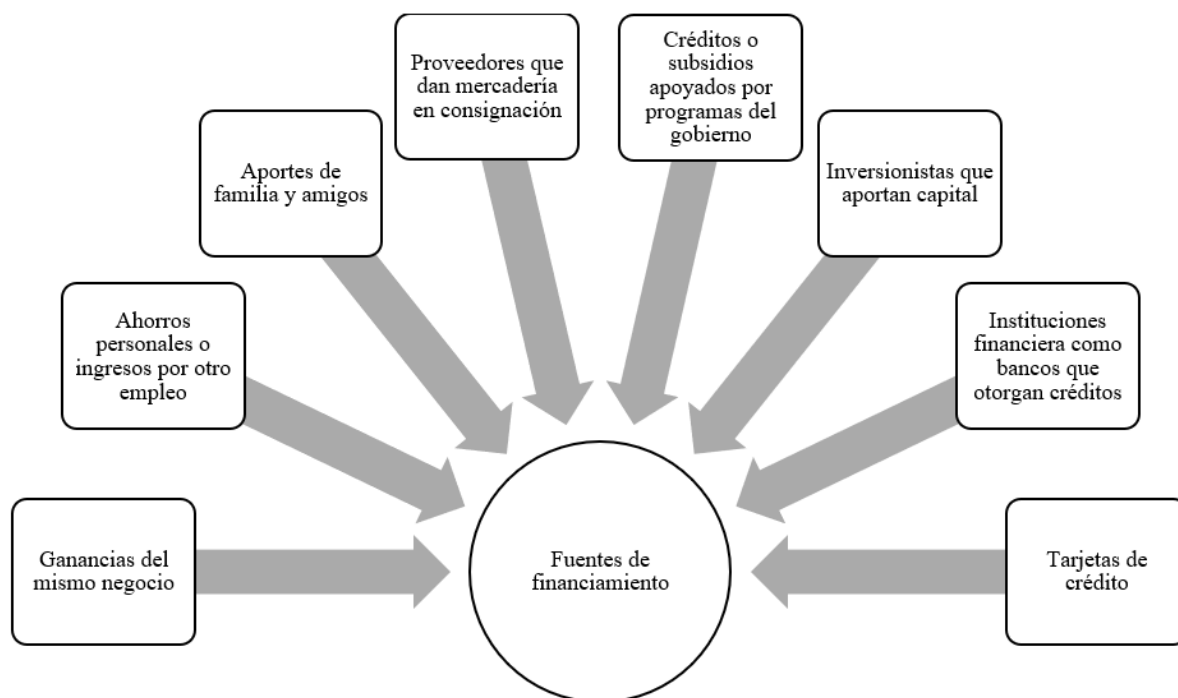 Ganancias del
mismo negocio
Ahorros
personales o
ingresos por otro
empleo
Aportes de
familia y amigos
Proveedores que
dan mercadería
en consignación
Créditos o
subsidios
apoyados por
programas del
gobierno
Inversionistas que
aportan capital
Instituciones
financiera como
bancos que
otorgan créditos
Tarjetas de
crédito
Fuentes de
financiamiento